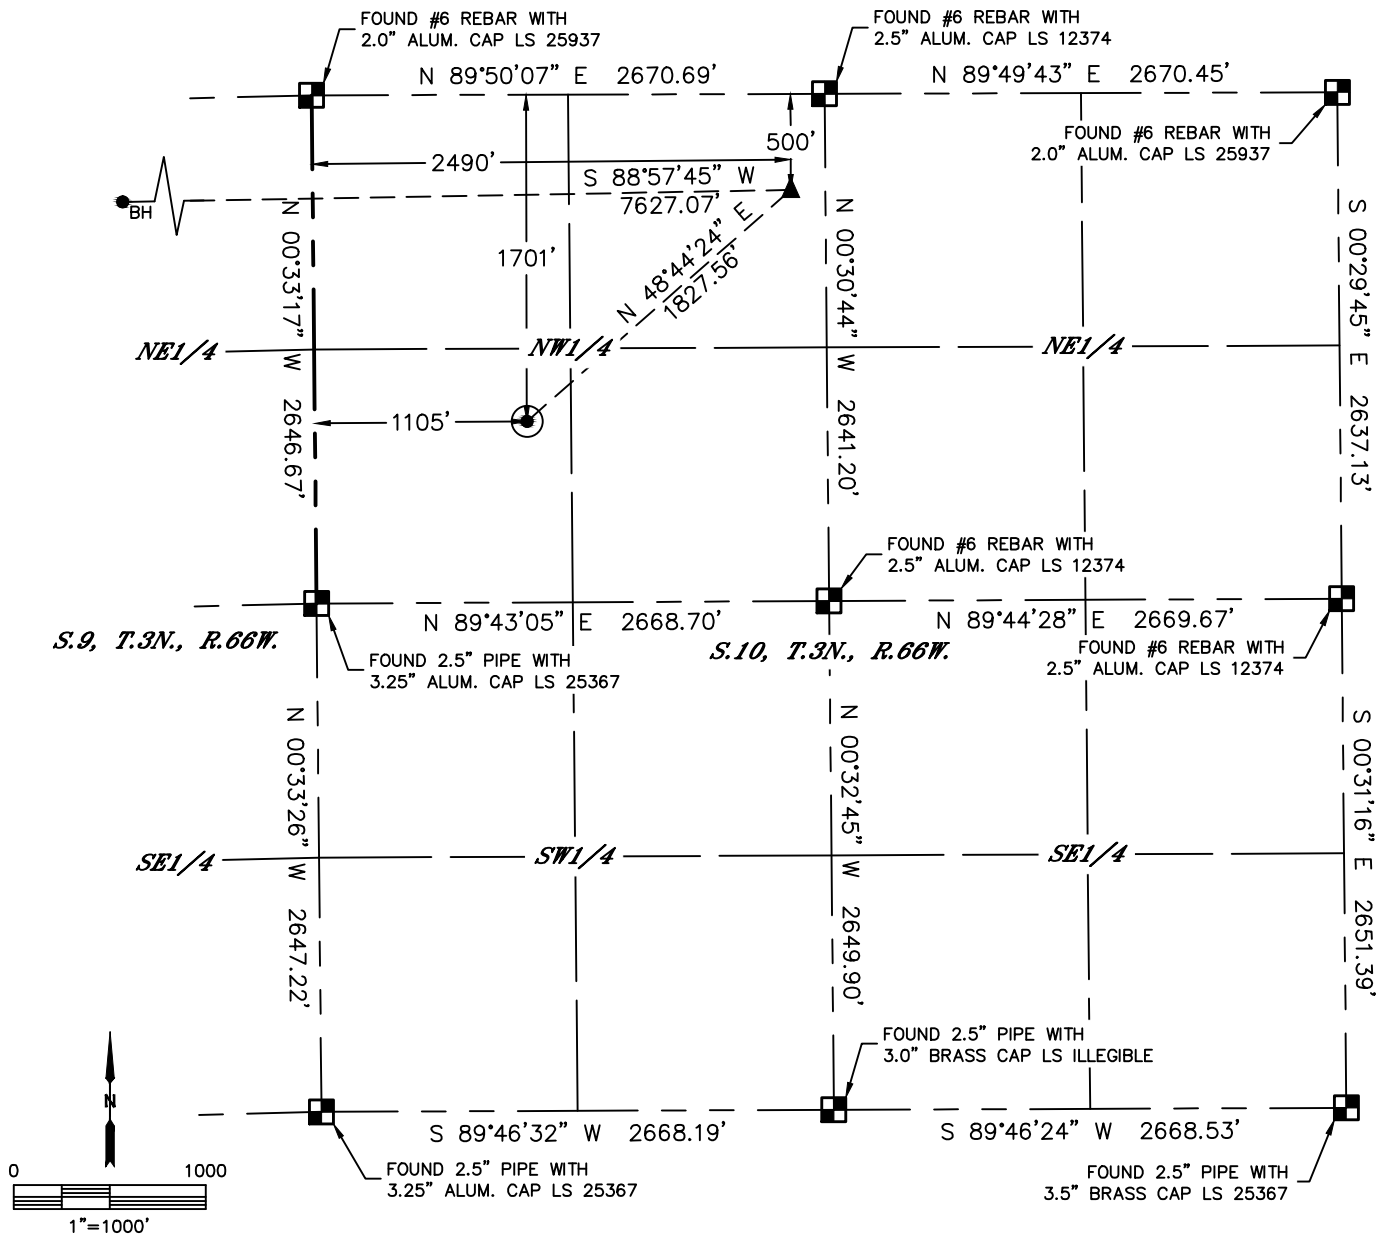 FOUND #6 REBAR WITH
2.0" ALUM. CAP LS 25937
FOUND #6 REBAR WITH
2.5" ALUM. CAP LS 12374
N 89°50'07" E 2670.69'
N 89°49'43" E 2670.45'
FOUND #6 REBAR WITH
2.0" ALUM. CAP LS 25937
500'
2490'
S 88°57'45" W
7627.07'
BH
N 00°33'17" W 2646.67'
1701'
N 48°44'24" E
1827.56'
N 00°30'44" W 2641.20'
S 00°29'45" E 2637.13'
NE1/4
NW1/4
NE1/4
1105'
FOUND #6 REBAR WITH
2.5" ALUM. CAP LS 12374
N 89°43'05" E 2668.70'
N 89°44'28" E 2669.67'
S.9, T.3N., R.66W.
S.10, T.3N., R.66W.
FOUND #6 REBAR WITH
2.5" ALUM. CAP LS 12374
FOUND 2.5" PIPE WITH
3.25" ALUM. CAP LS 25367
N 00°33'26" W 2647.22'
N 00°32'45" W 2649.90'
S 00°31'16" E 2651.39'
SE1/4
SW1/4
SE1/4
FOUND 2.5" PIPE WITH
3.0" BRASS CAP LS ILLEGIBLE
N
S 89°46'32" W 2668.19'
S 89°46'24" W 2668.53'
FOUND 2.5" PIPE WITH
3.25" ALUM. CAP LS 25367
FOUND 2.5" PIPE WITH
3.5" BRASS CAP LS 25367
0 1000
1"=1000'